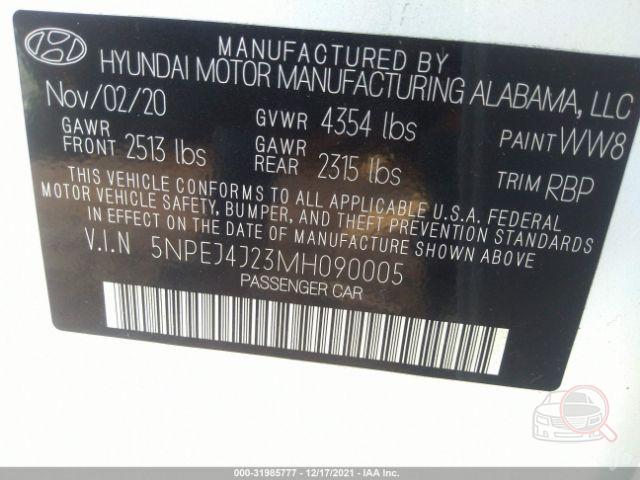 MANUFACTURED BY
HYUNDAI MOTOR MANUFACTURING ALABAMA, LLC
Nov/02/20 GVWR 4354 lbs PAINT WW8
GAWR FRONT 2513 lbs GAWR REAR 2315 lbs TRIM RBP
THIS VEHICLE CONFORMS TO ALL APPLICABLE U.S.A. FEDERAL
MOTOR VEHICLE SAFETY, BUMPER, AND THEFT PREVENTION
STANDARDS IN EFFECT ON THE DATE OF MANUFACTURE SHOWN ABOVE.
V.I.N 5NPEJ4J23MH090005
PASSENGER CAR
000-31985777 - 12/17/2021 - IAA Inc.